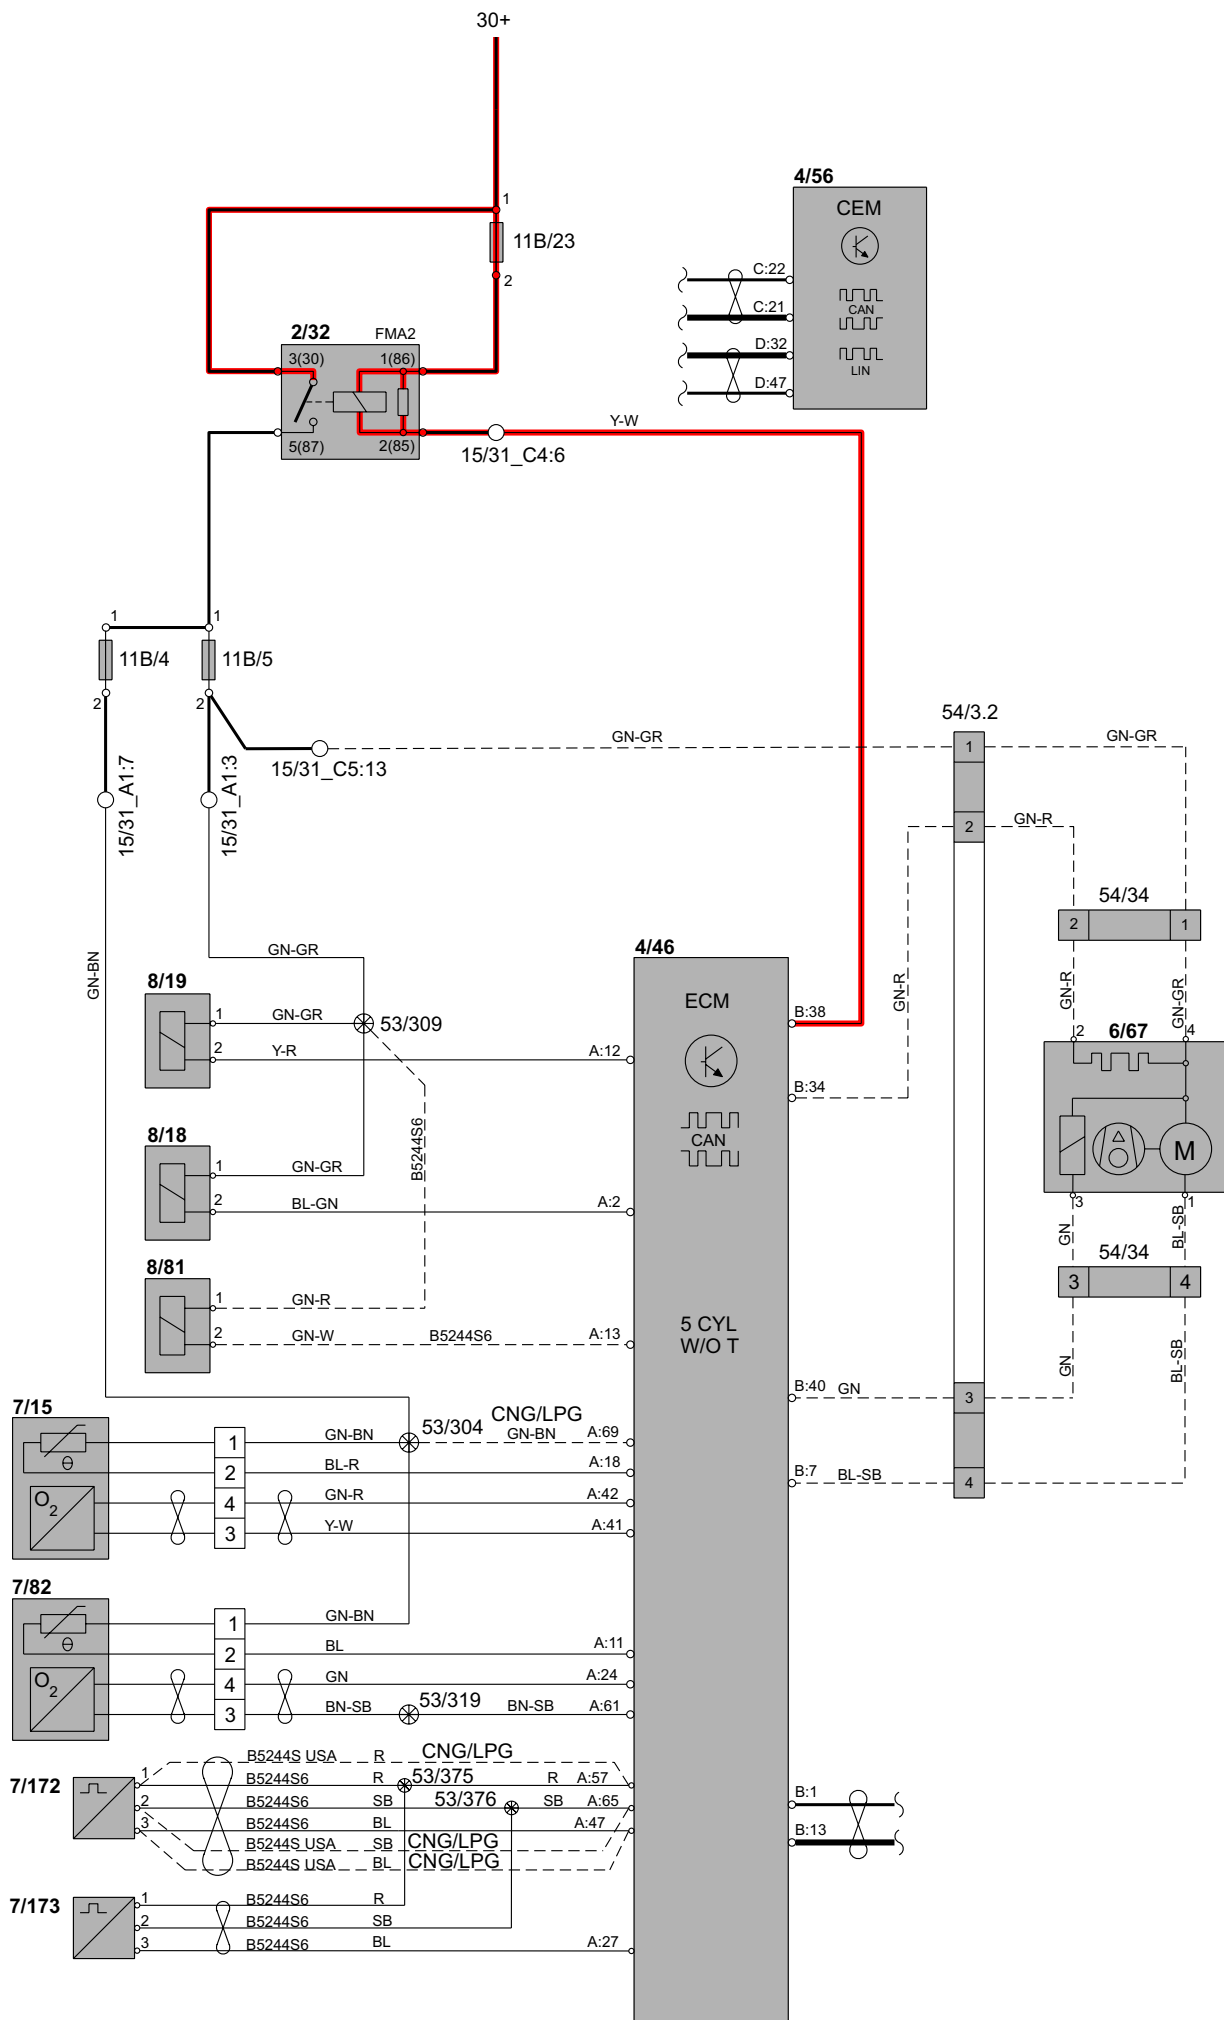 30+
1
11B/23
2
4/56
CEM
C:22
C:21
CAN
D:32
LIN
D:47
2/32 FMA2
3(30) 1(86)
5(87) 2(85)
Y-W
15/31_C4:6
1 1
11B/4 11B/5
2 2
54/3.2
GN-GR 1 GN-GR
15/31_C5:13
15/31_A1:7
15/31_A1:3
2 GN-R
54/34
2 1
GN-BN
GN-GR
4/46
8/19
ECM
GN-R
GN-R
GN-GR
1 GN-GR 53/309
B:38
2 Y-R A:12
2 6/67 4
B:34
B5244S6
CAN
8/18
M
1 GN-GR
2 BL-GN A:2
3 1
GN
BL-SB
54/34
3 4
8/81
1 GN-R
2 GN-W B5244S6 A:13
5 CYL
W/O T
GN
BL-SB
B:40 GN 3
7/15
CNG/LPG
53/304
1 GN-BN GN-BN A:69
2 BL-R A:18
B:7 BL-SB 4
O2
4 GN-R A:42
3 Y-W A:41
θ
7/82
1 GN-BN
2 BL A:11
O2
4 GN A:24
53/319
3 BN-SB BN-SB A:61
θ
B5244S USA R CNG/LPG
7/172
1 B5244S6 R 53/375 R A:57
2 B5244S6 SB 53/376 SB A:65
3 B5244S6 BL A:47
B5244S USA SB CNG/LPG
B5244S USA BL CNG/LPG
B:1
B:13
7/173
1 B5244S6 R
2 B5244S6 SB
3 B5244S6 BL A:27